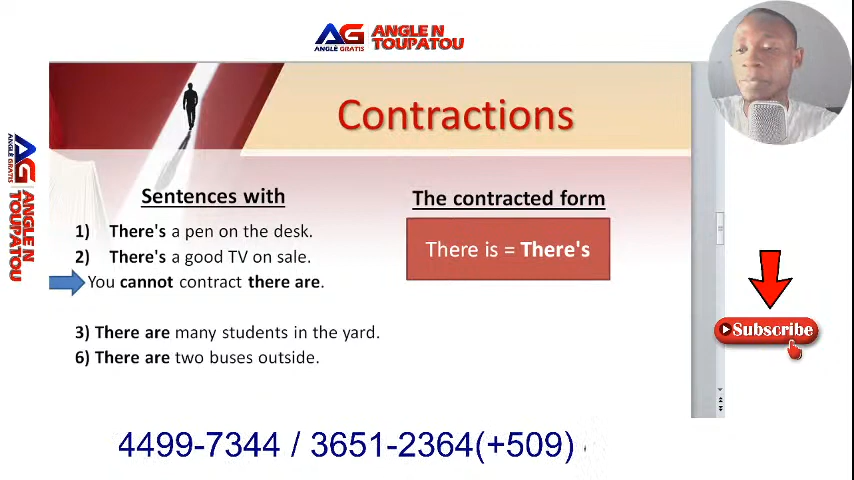 AG ANGLE N
ANGLÈ GRATIS TOUPATOU
Contractions
AG ANGLE N
ANGLÈ GRATIS TOUPATOU
Sentences with
1) There's a pen on the desk.
2) There's a good TV on sale.
You cannot contract there are.
3) There are many students in the yard.
6) There are two buses outside.
The contracted form
There is = There's
Subscribe
4499-7344 / 3651-2364(+509)